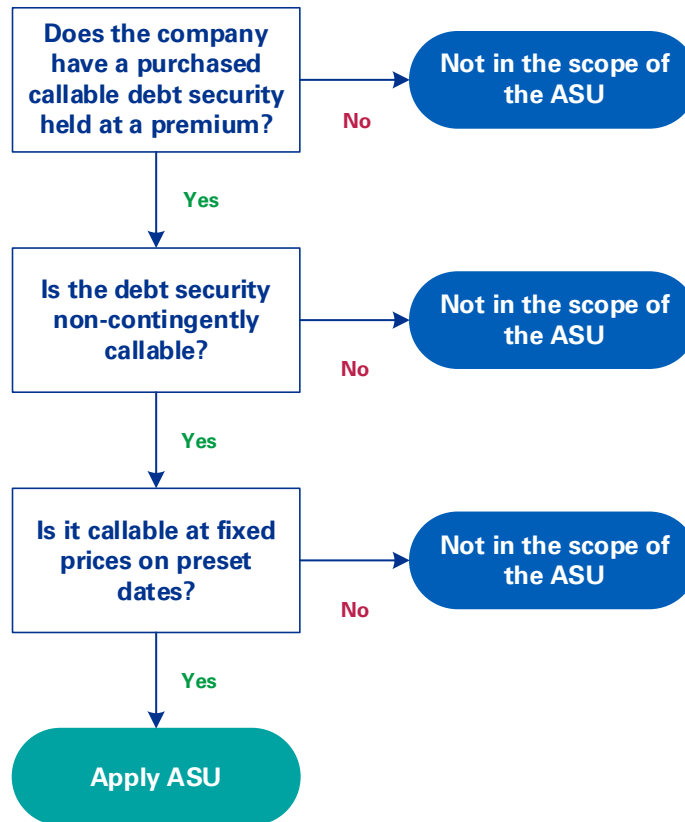 Does the company
have a purchased
callable debt security
held at a premium?
Not in the scope of
the ASU
No
Yes
Is the debt security
non-contingently
callable?
Not in the scope of
the ASU
No
Yes
Is it callable at fixed
prices on preset
dates?
Not in the scope of
the ASU
No
Yes
Apply ASU